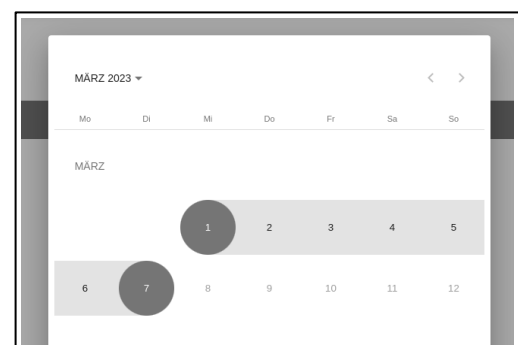 MÄRZ 2023
Mo Di Mi Do Fr Sa So
MÄRZ
1 2 3 4 5
6 7 8 9 10 11 12